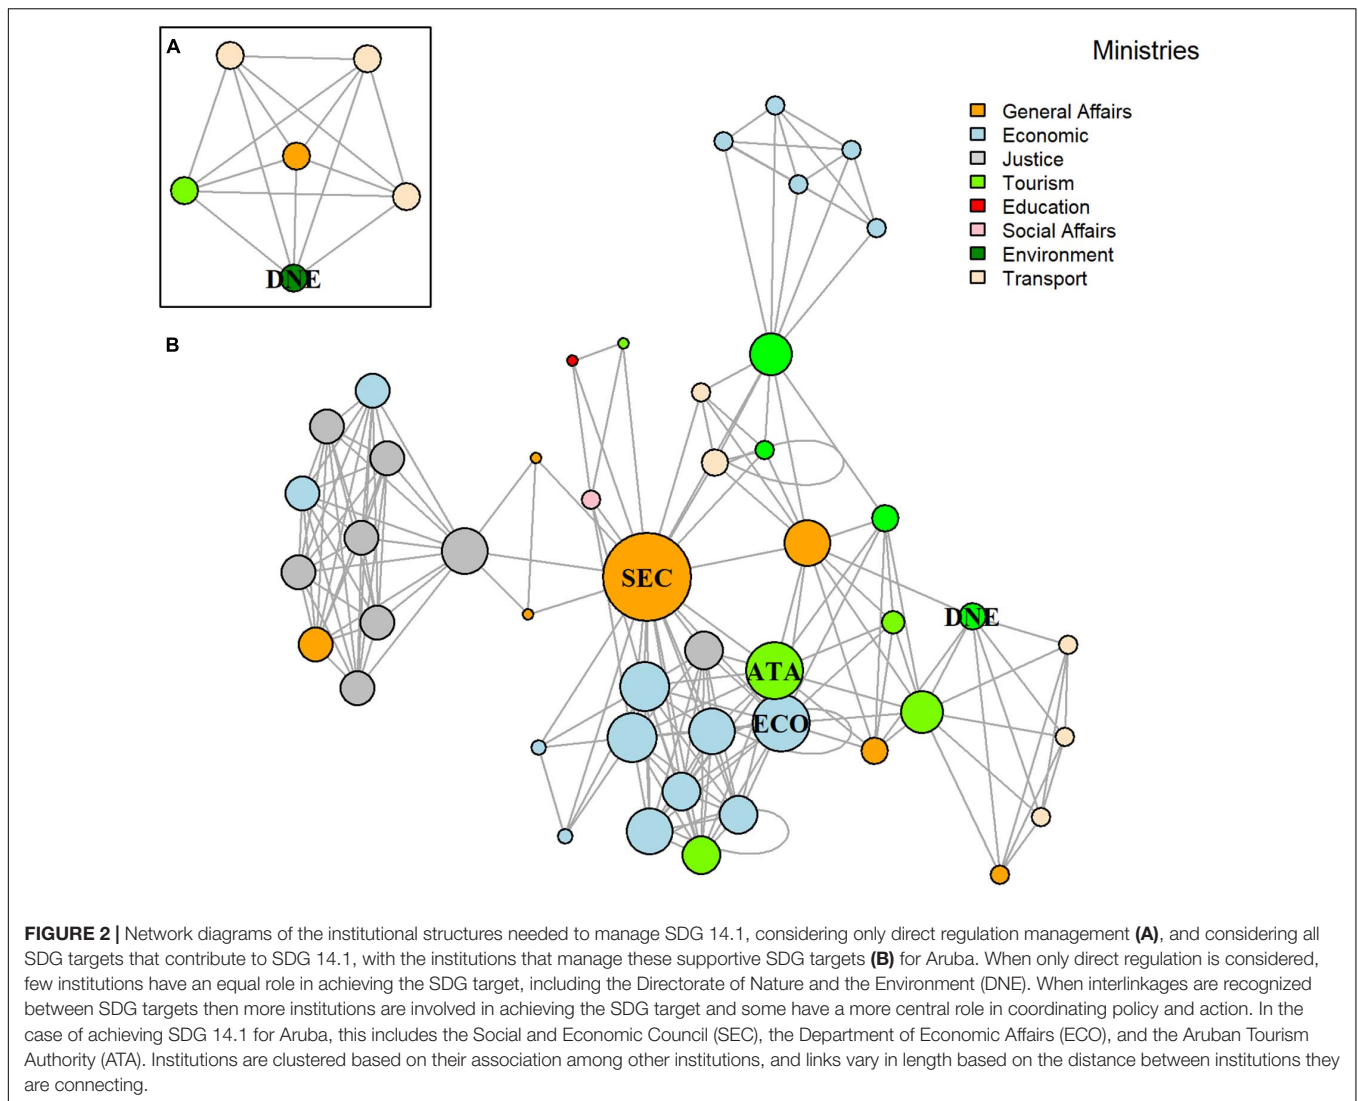 A
DNE
Ministries
General Affairs
Economic
Justice
Tourism
Education
Social Affairs
Environment
Transport
B
SEC
DNE
ATA
ECO
FIGURE 2 | Network diagrams of the institutional structures needed to manage SDG 14.1, considering only direct regulation management (A), and considering all
SDG targets that contribute to SDG 14.1, with the institutions that manage these supportive SDG targets (B) for Aruba. When only direct regulation is considered,
few institutions have an equal role in achieving the SDG target, including the Directorate of Nature and the Environment (DNE). When interlinkages are recognized
between SDG targets then more institutions are involved in achieving the SDG target and some have a more central role in coordinating policy and action. In the
case of achieving SDG 14.1 for Aruba, this includes the Social and Economic Council (SEC), the Department of Economic Affairs (ECO), and the Aruban Tourism
Authority (ATA). Institutions are clustered based on their association among other institutions, and links vary in length based on the distance between institutions they
are connecting.